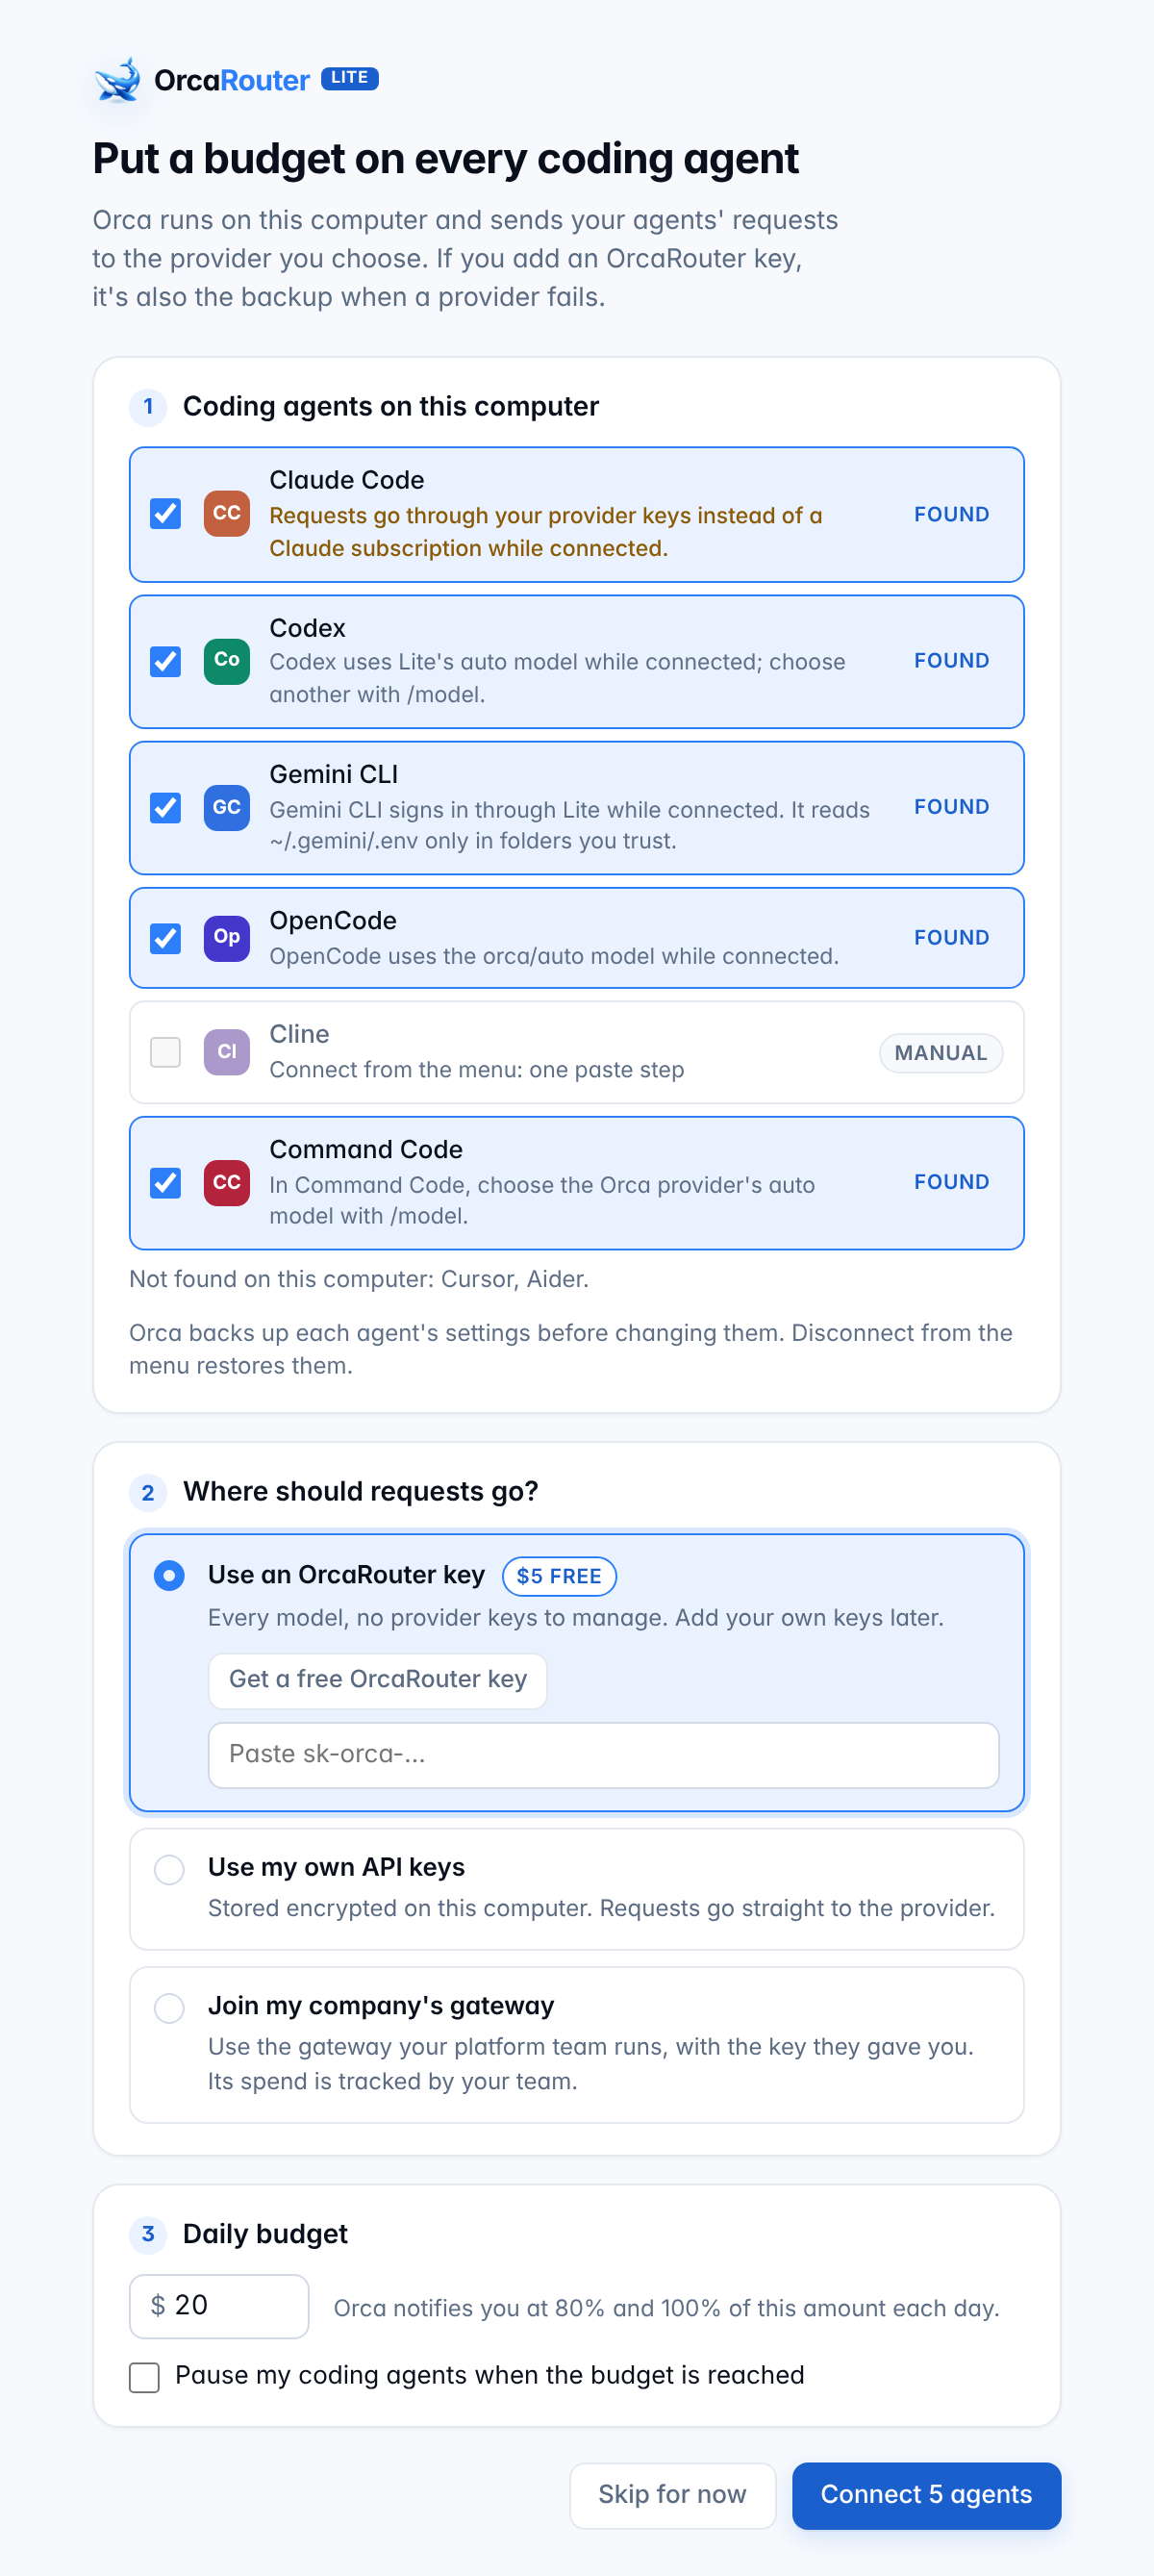 OrcaRouter LITE
Put a budget on every coding agent
Orca runs on this computer and sends your agents' requests
to the provider you choose. If you add an OrcaRouter key,
it's also the backup when a provider fails.
1 Coding agents on this computer
CC
Claude Code
Requests go through your provider keys instead of a
Claude subscription while connected.
FOUND
Co
Codex
Codex uses Lite's auto model while connected; choose
another with /model.
FOUND
GC
Gemini CLI
Gemini CLI signs in through Lite while connected. It reads
~/.gemini/.env only in folders you trust.
FOUND
Op
OpenCode
OpenCode uses the orca/auto model while connected.
FOUND
Cl
Cline
Connect from the menu: one paste step
MANUAL
CC
Command Code
In Command Code, choose the Orca provider's auto
model with /model.
FOUND
Not found on this computer: Cursor, Aider.
Orca backs up each agent's settings before changing them. Disconnect from the
menu restores them.
2 Where should requests go?
Use an OrcaRouter key $5 FREE
Every model, no provider keys to manage. Add your own keys later.
Get a free OrcaRouter key
Paste sk-orca-...
Use my own API keys
Stored encrypted on this computer. Requests go straight to the provider.
Join my company's gateway
Use the gateway your platform team runs, with the key they gave you.
Its spend is tracked by your team.
3 Daily budget
$ 20
Orca notifies you at 80% and 100% of this amount each day.
Pause my coding agents when the budget is reached
Skip for now
Connect 5 agents